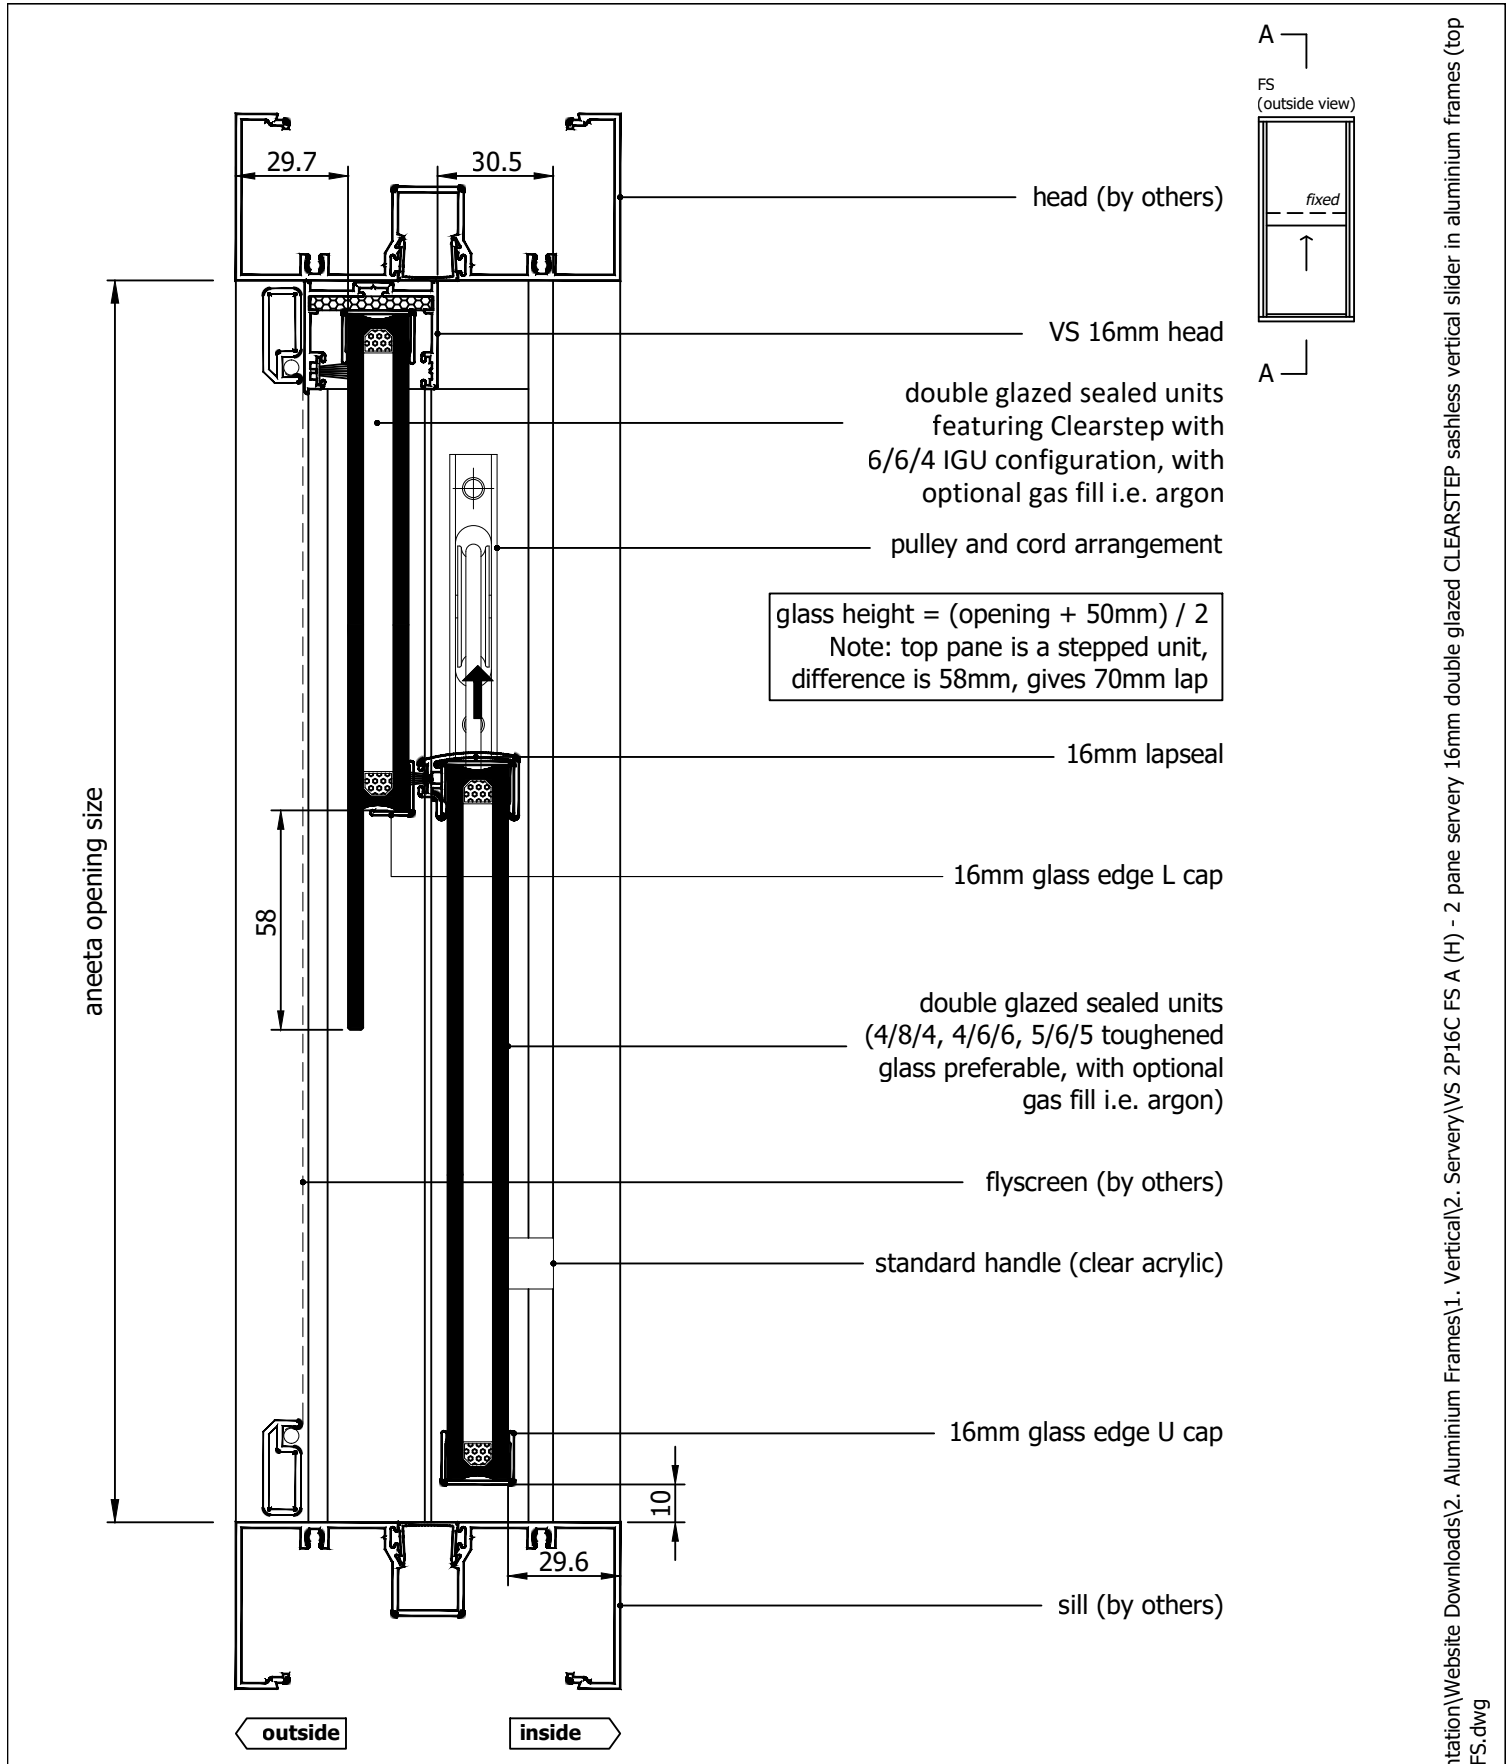 A
FS
(outside view)
fixed
A
29.7
30.5
head (by others)
VS 16mm head
double glazed sealed units
featuring Clearstep with
6/6/4 IGU configuration, with
optional gas fill i.e. argon
pulley and cord arrangement
glass height = (opening + 50mm) / 2
Note: top pane is a stepped unit,
difference is 58mm, gives 70mm lap
16mm lapseal
aneeta opening size
16mm glass edge L cap
58
double glazed sealed units
(4/8/4, 4/6/6, 5/6/5 toughened
glass preferable, with optional
gas fill i.e. argon)
flyscreen (by others)
standard handle (clear acrylic)
16mm glass edge U cap
10
29.6
sill (by others)
outside
inside
ntation\Website Downloads\2. Aluminium Frames\1. Vertical\2. Servery\VS 2P16C FS A (H) - 2 pane servery 16mm double glazed CLEARSTEP sashless vertical slider in aluminium frames (top
FS.dwg